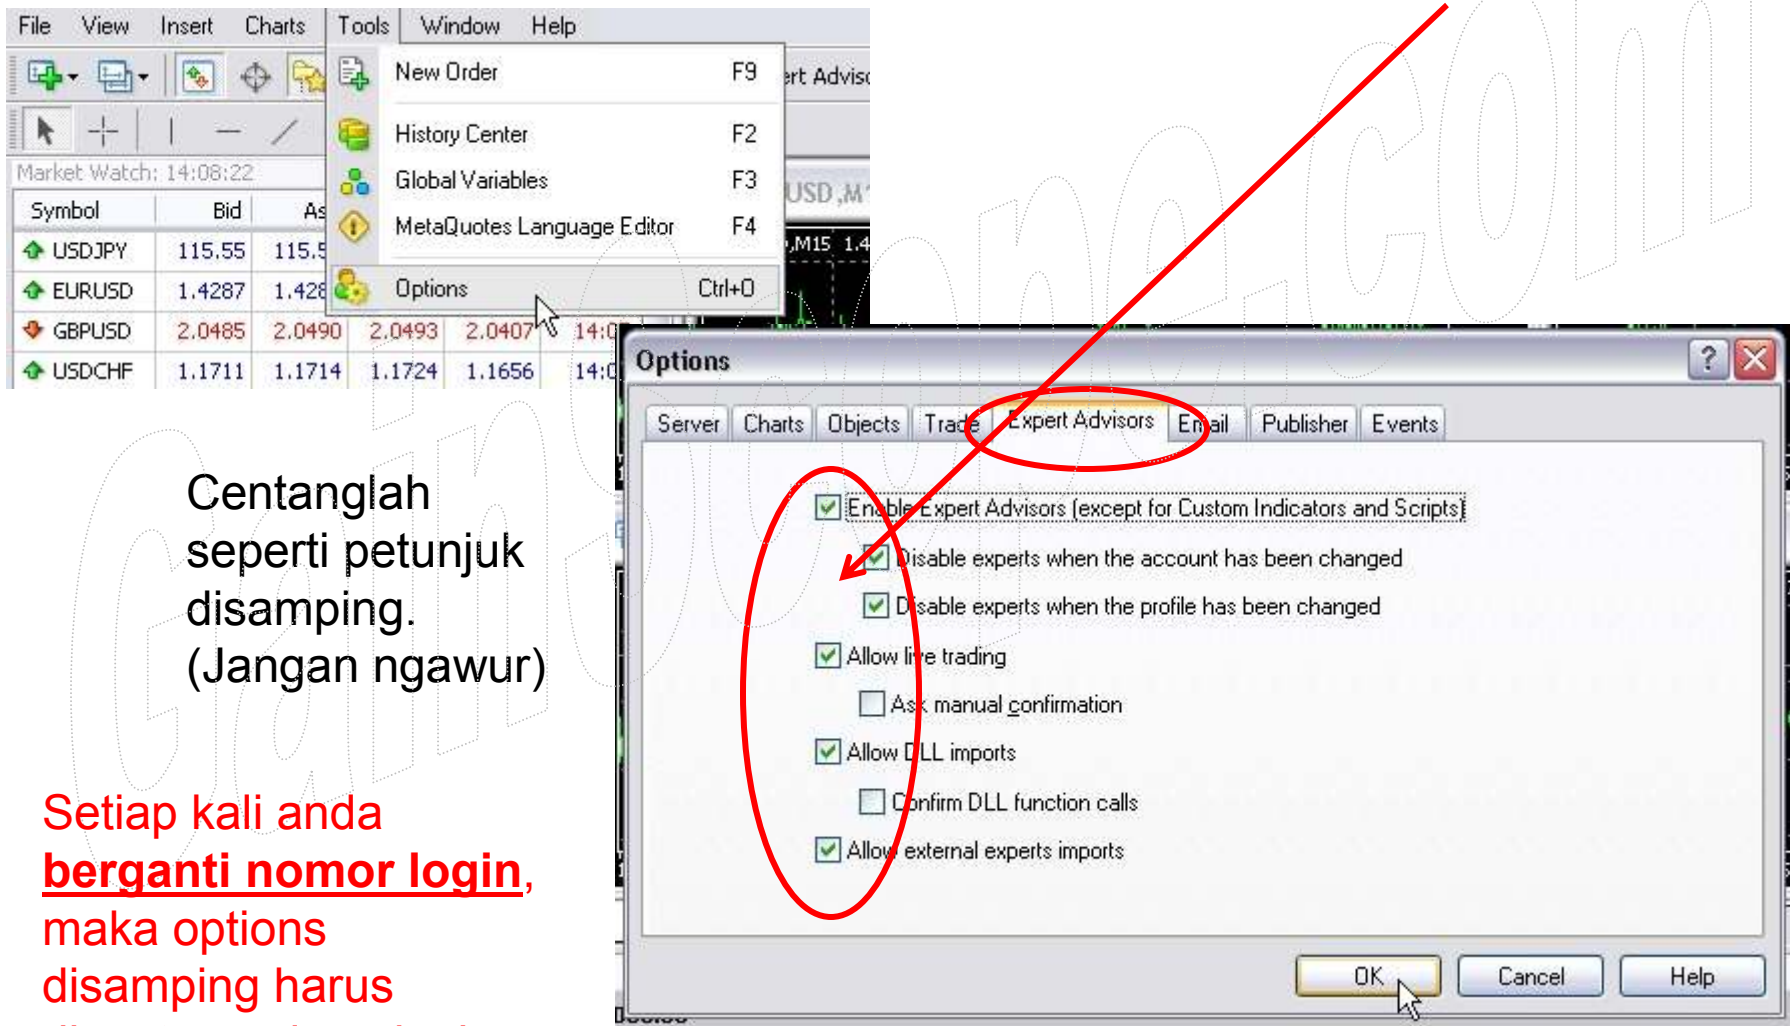 File View Insert Charts Tools Window Help
New Order F9
History Center F2
Global Variables F3
MetaQuotes Language Editor F4
Options Ctrl+O
Market Watch: 14:08:22
Symbol Bid
USDJPY 115.55
EURUSD 1.4287
GBPUSD 2.0485 2.0490 2.0493 2.0407
USDCHF 1.1711 1.1714 1.1724 1.1656
,M15
Options
Server Charts Objects Trade Expert Advisors Email Publisher Events
Enable Expert Advisors (except for Custom Indicators and Scripts)
Disable experts when the account has been changed
Disable experts when the profile has been changed
Allow live trading
Ask manual confirmation
Allow DLL imports
Confirm DLL function calls
Allow external experts imports
OK Cancel Help
Centanglah
seperti petunjuk
disamping.
(Jangan ngawur)
Setiap kali anda
berganti nomor login,
maka options
disamping harus